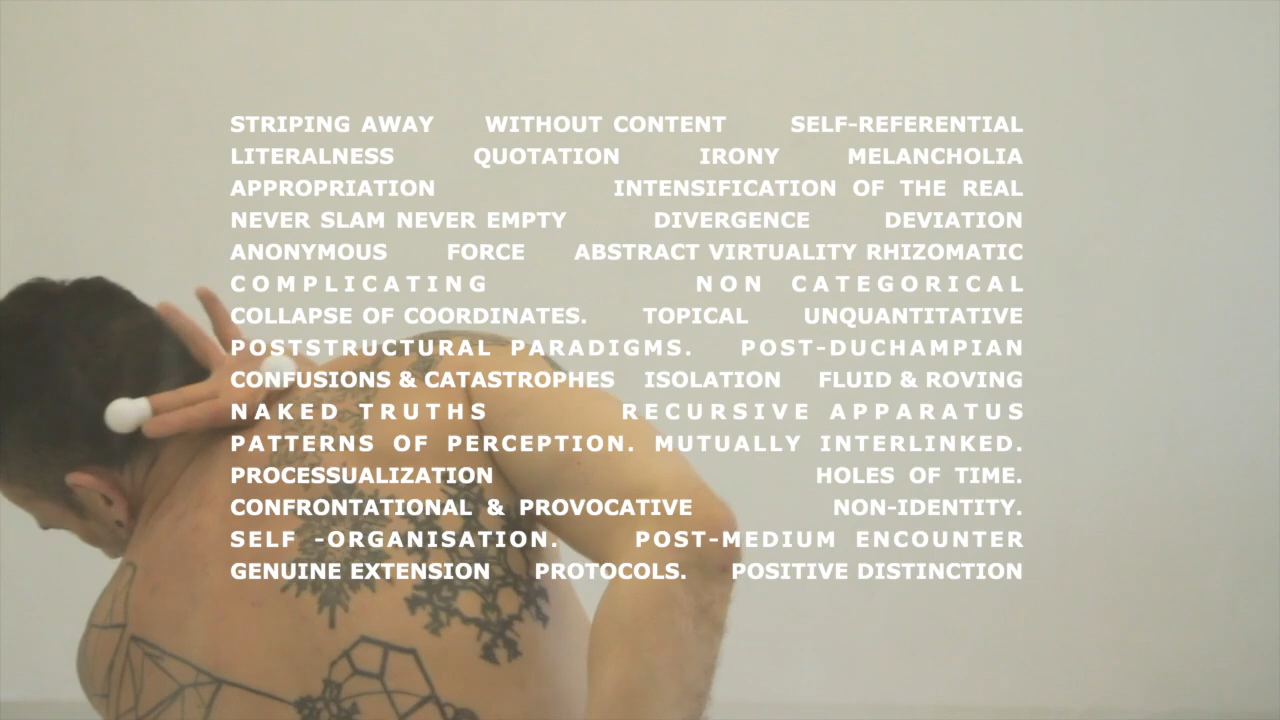 STRIPING AWAY WITHOUT CONTENT SELF-REFERENTIAL
LITERALNESS QUOTATION IRONY MELANCHOLIA
APPROPRIATION INTENSIFICATION OF THE REAL
NEVER SLAM NEVER EMPTY DIVERGENCE DEVIATION
ANONYMOUS FORCE ABSTRACT VIRTUALITY RHIZOMATIC
COMPLICATING NON CATEGORICAL
COLLAPSE OF COORDINATES. TOPICAL UNQUANTITATIVE
POSTSTRUCTURAL PARADIGMS. POST-DUCHAMPIAN
CONFUSIONS & CATASTROPHES ISOLATION FLUID & ROVING
NAKED TRUTHS RECURSIVE APPARATUS
PATTERNS OF PERCEPTION. MUTUALLY INTERLINKED.
PROCESSUALIZATION HOLES OF TIME.
CONFRONTATIONAL & PROVOCATIVE NON-IDENTITY.
SELF -ORGANISATION. POST-MEDIUM ENCOUNTER
GENUINE EXTENSION PROTOCOLS. POSITIVE DISTINCTION